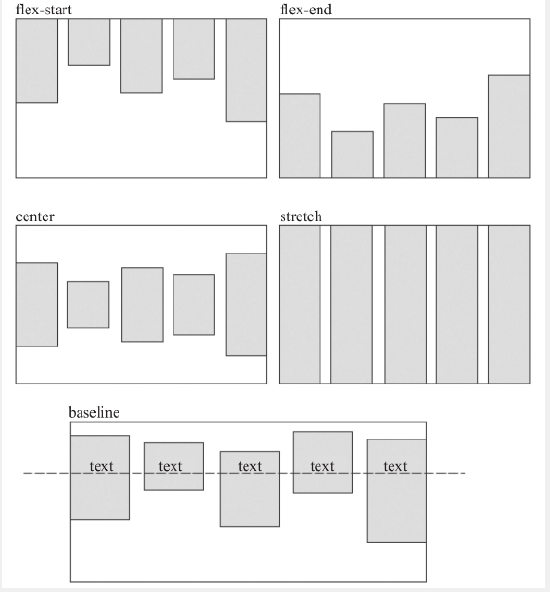 flex-start
flex-end
center
stretch
baseline
text text text text text